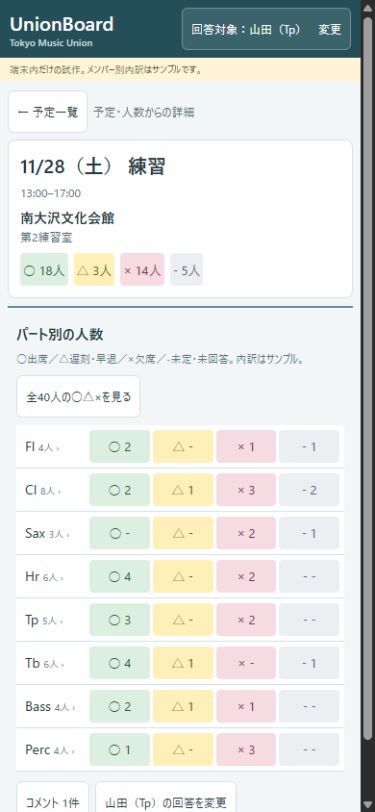 UnionBoard
Tokyo Music Union
回答対象：山田（Tp） 変更
端末内だけの試作。メンバー別内訳はサンプルです。
← 予定一覧 予定・人数からの詳細
11/28（土） 練習
13:00–17:00
南大沢文化会館
第2練習室
○ 18人 △ 3人 × 14人 - 5人
パート別の人数
○出席／△遅刻・早退／×欠席／-未定・未回答。内訳はサンプル。
全40人の○△×を見る
Fl 4人 › ○ 2 △ - × 1 - 1
Cl 8人 › ○ 2 △ 1 × 3 - 2
Sax 3人 › ○ - △ - × 2 - 1
Hr 6人 › ○ 4 △ - × 2 - -
Tp 5人 › ○ 3 △ - × 2 - -
Tb 6人 › ○ 4 △ 1 × - - 1
Bass 4人 › ○ 2 △ 1 × 1 - -
Perc 4人 › ○ 1 △ - × 3 - -
コメント 1件 山田（Tp）の回答を変更